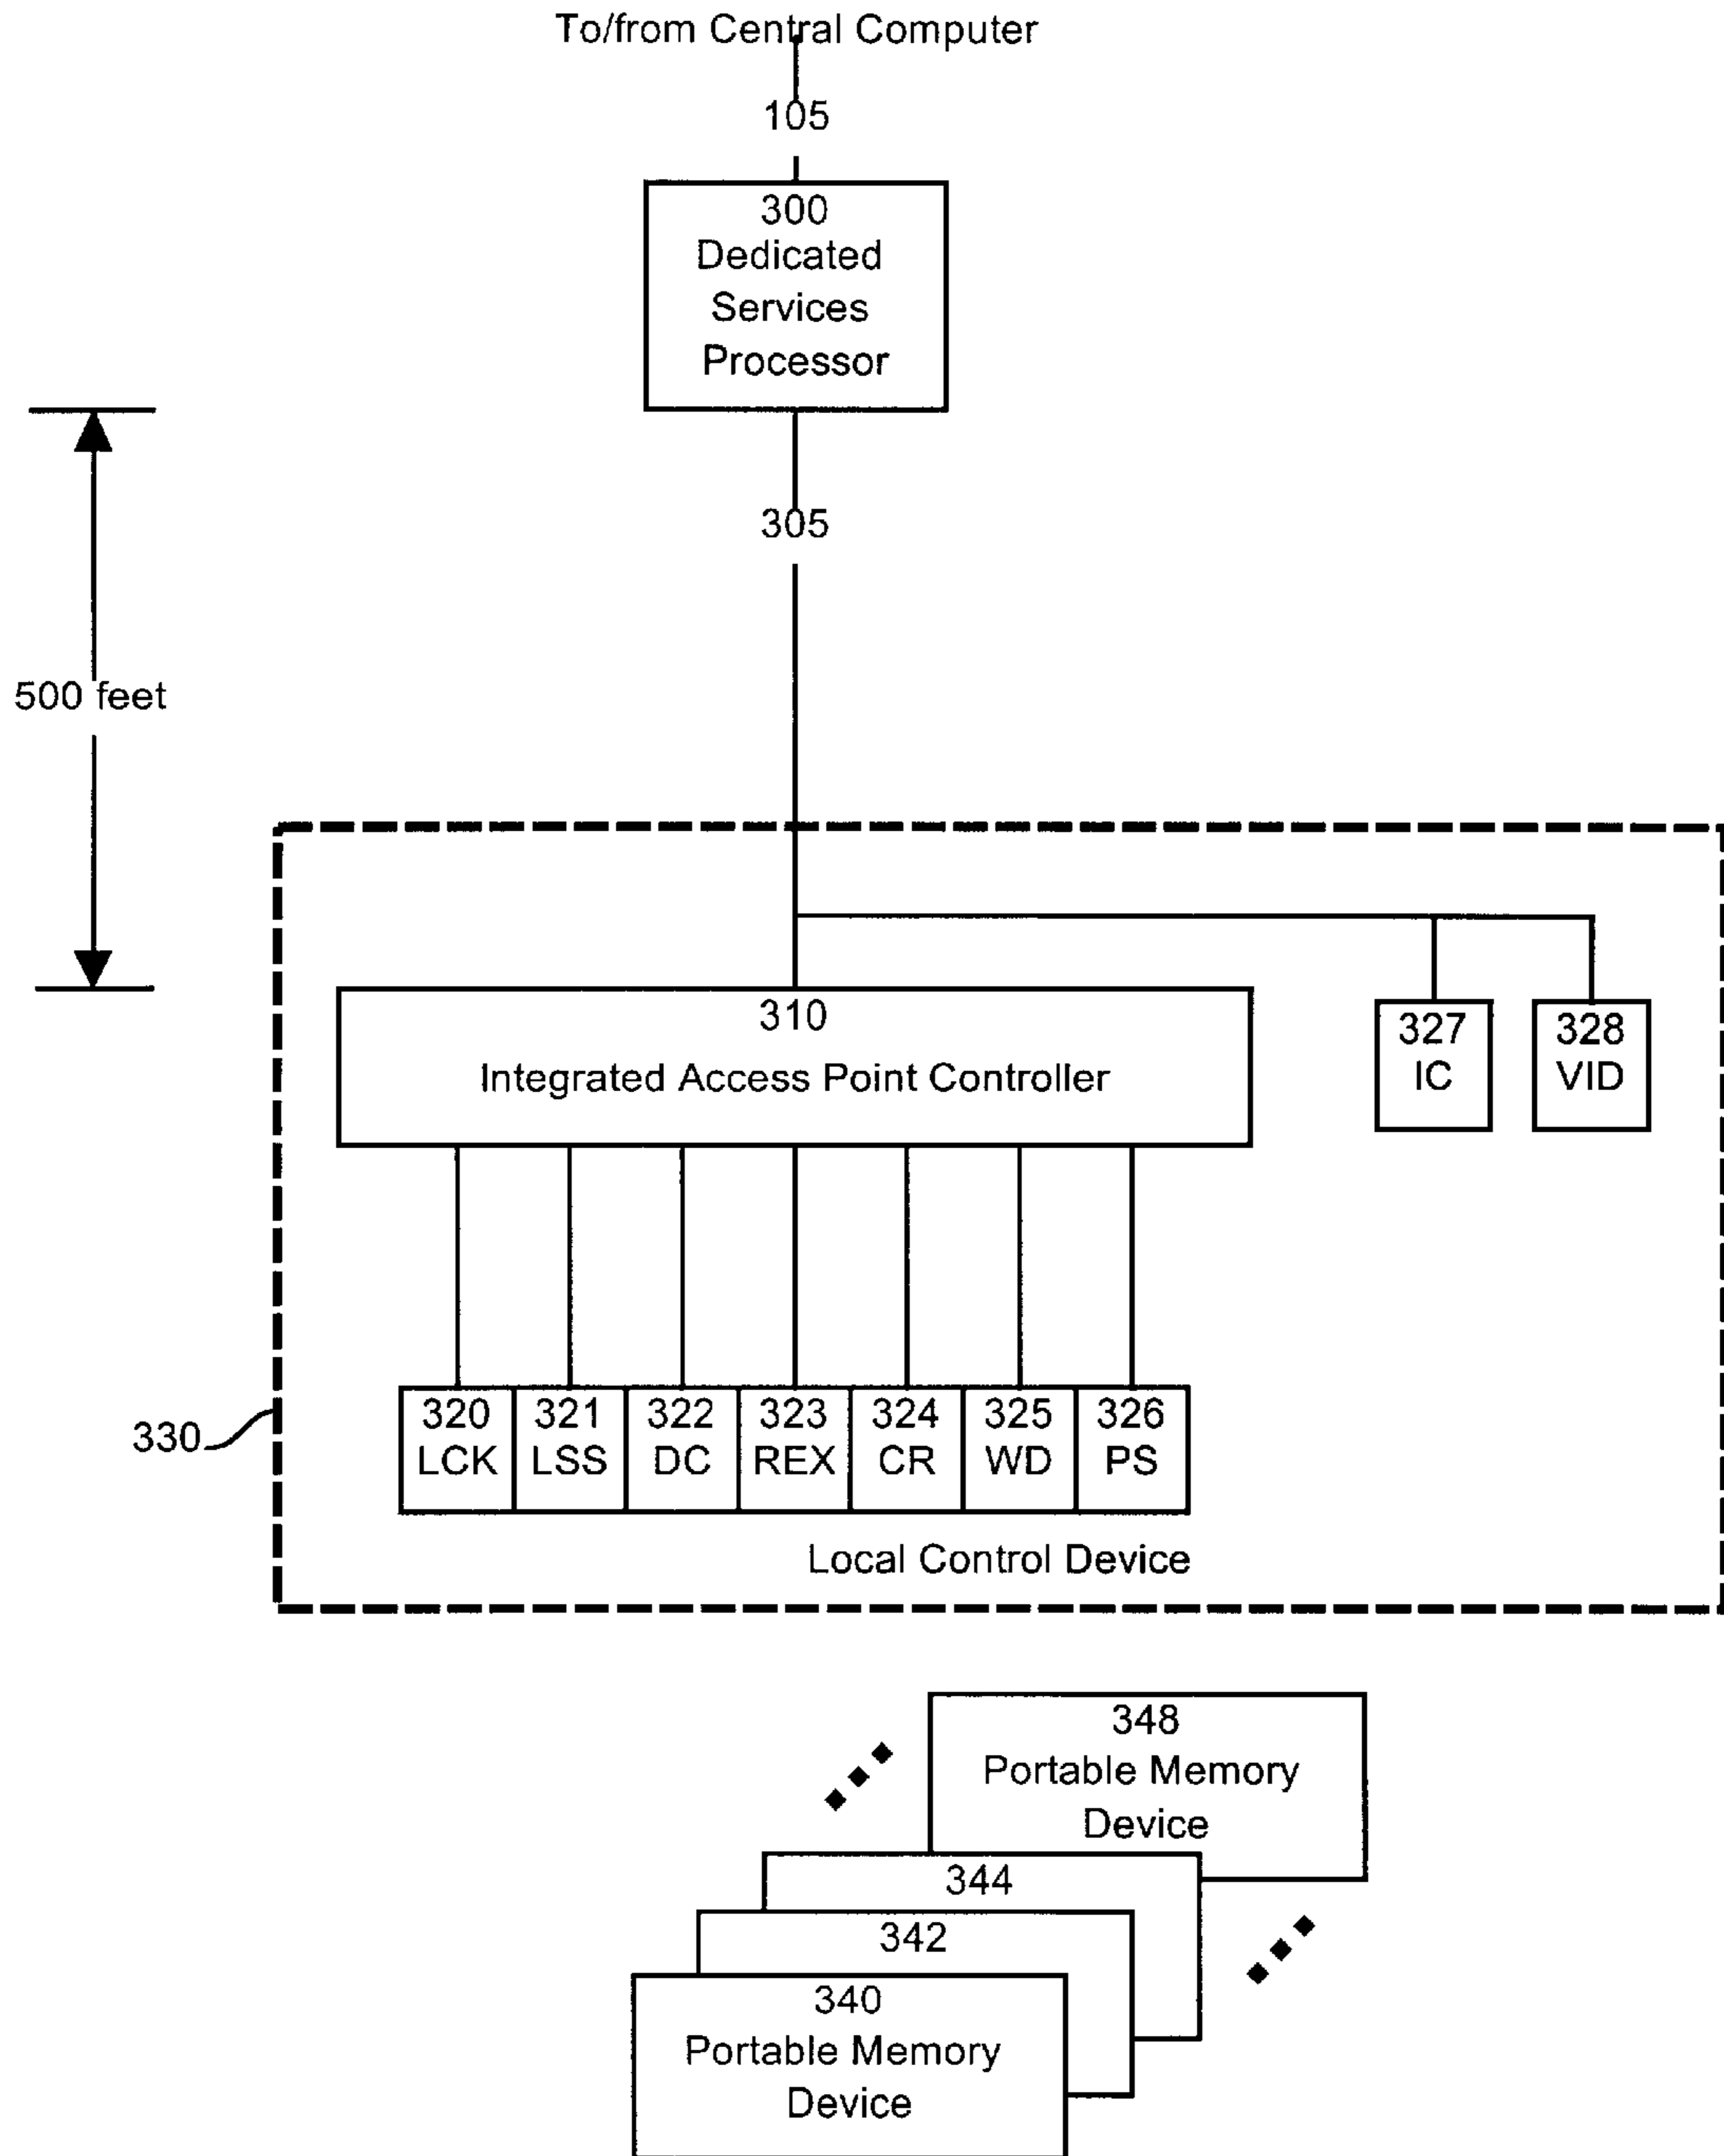 To/from Central Computer
105
300
Dedicated
Services
Processor
305
500 feet
310
Integrated Access Point Controller
327
IC
328
VID
330
320
LCK
321
LSS
322
DC
323
REX
324
CR
325
WD
326
PS
Local Control Device
348
Portable Memory
Device
344
342
340
Portable Memory
Device